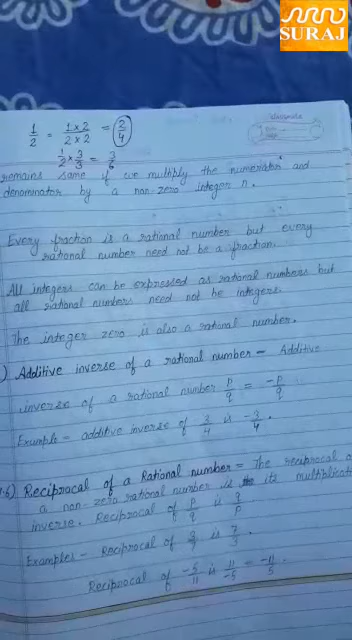 SURAJ
classmate
1/2 = 1×2/2×2 = 2/4
1/2 × 3/3 = 3/6
remains same if we multiply the numerator and
denominator by a non-zero integer n.
Every fraction is a rational number but every
rational number need not be a fraction.
All integers can be expressed as rational numbers but
all rational numbers need not be integers.
The integer zero is also a rational number.
) Additive inverse of a rational number – Additive
inverse of a rational number p/q = -p/q
Example – additive inverse of 3/4 is -3/4.
6) Reciprocal of a Rational number = The reciprocal o
a non-zero rational number is its multiplicat
inverse. Reciprocal of p/q is q/p
Examples – Reciprocal of is 7/3.
Reciprocal of -5/11 is 11/-5 = -11/5.